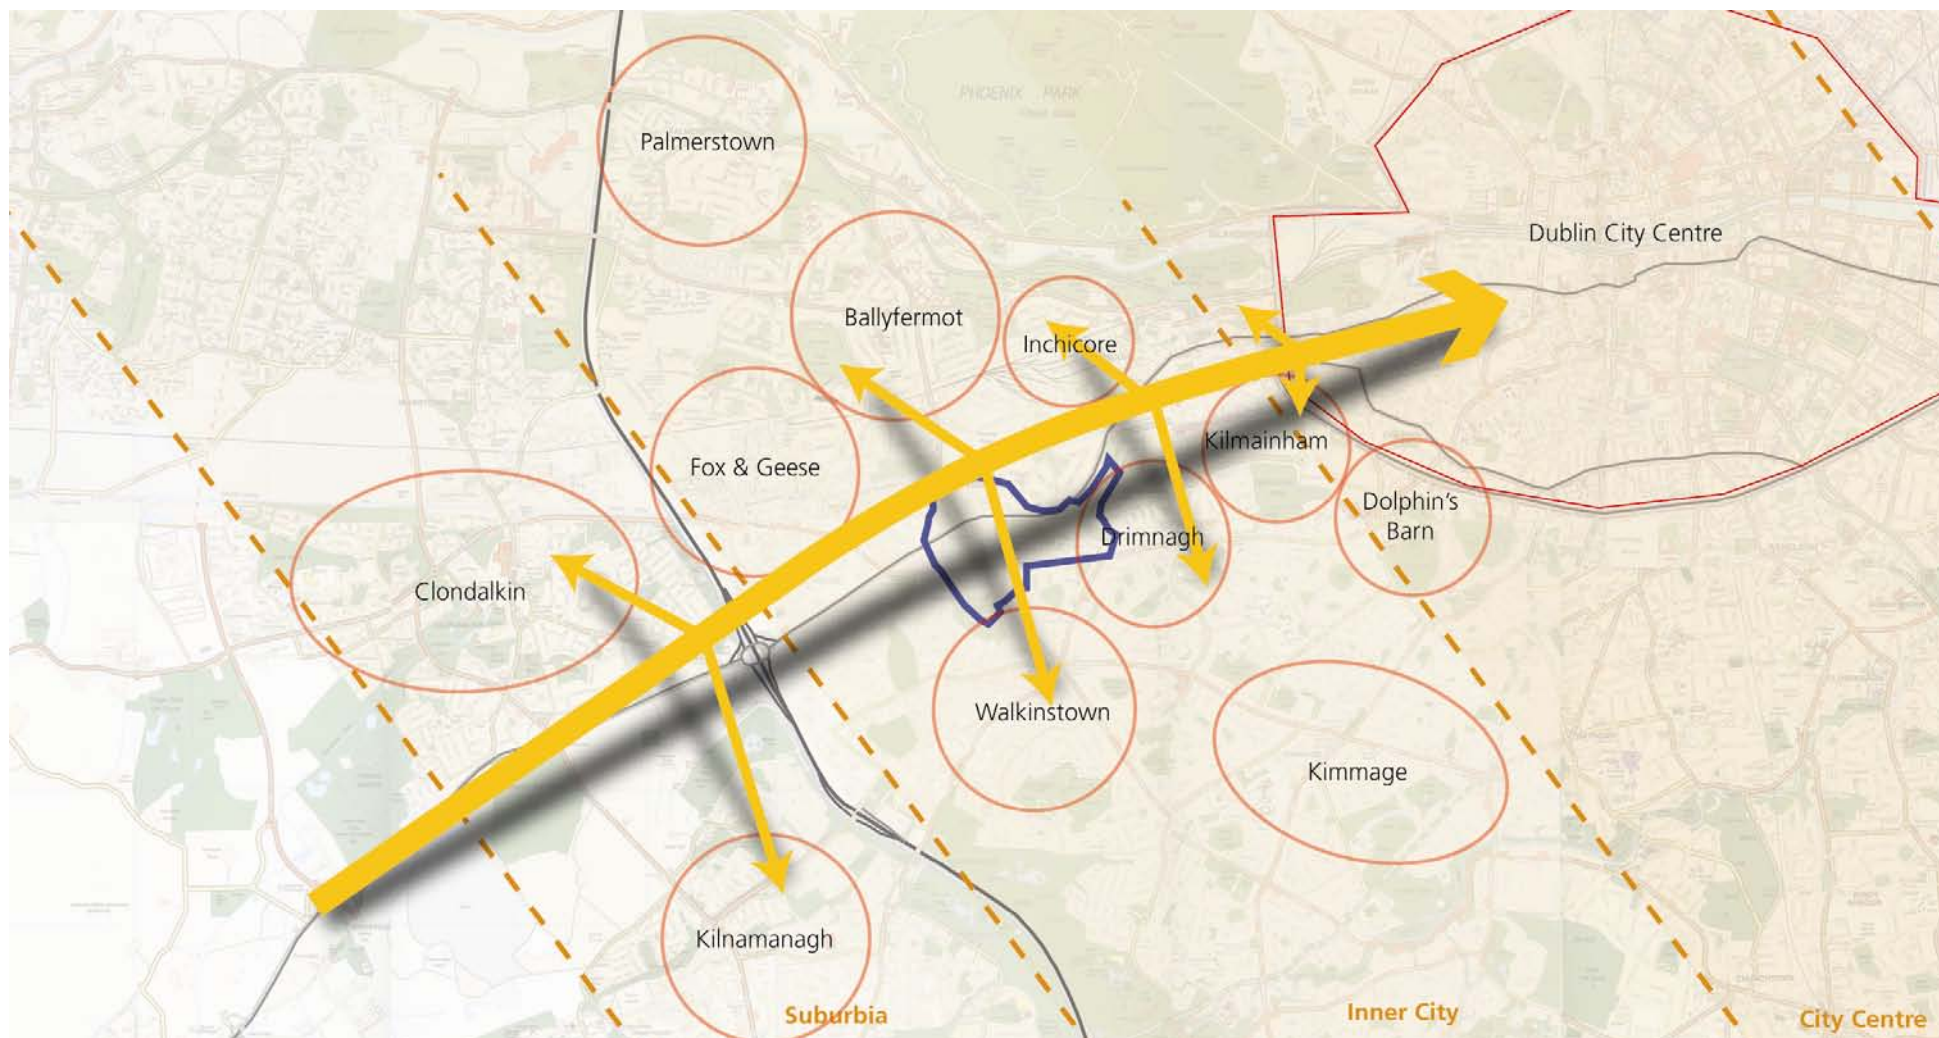 PHOENIX PARK
Palmerstown
Dublin City Centre
Ballyfermot
Inchicore
Kilmainham
Fox & Geese
Dolphin's
Barn
Drimnagh
Clondalkin
Walkinstown
Kimmage
Kilnamanagh
Suburbia
Inner City
City Centre